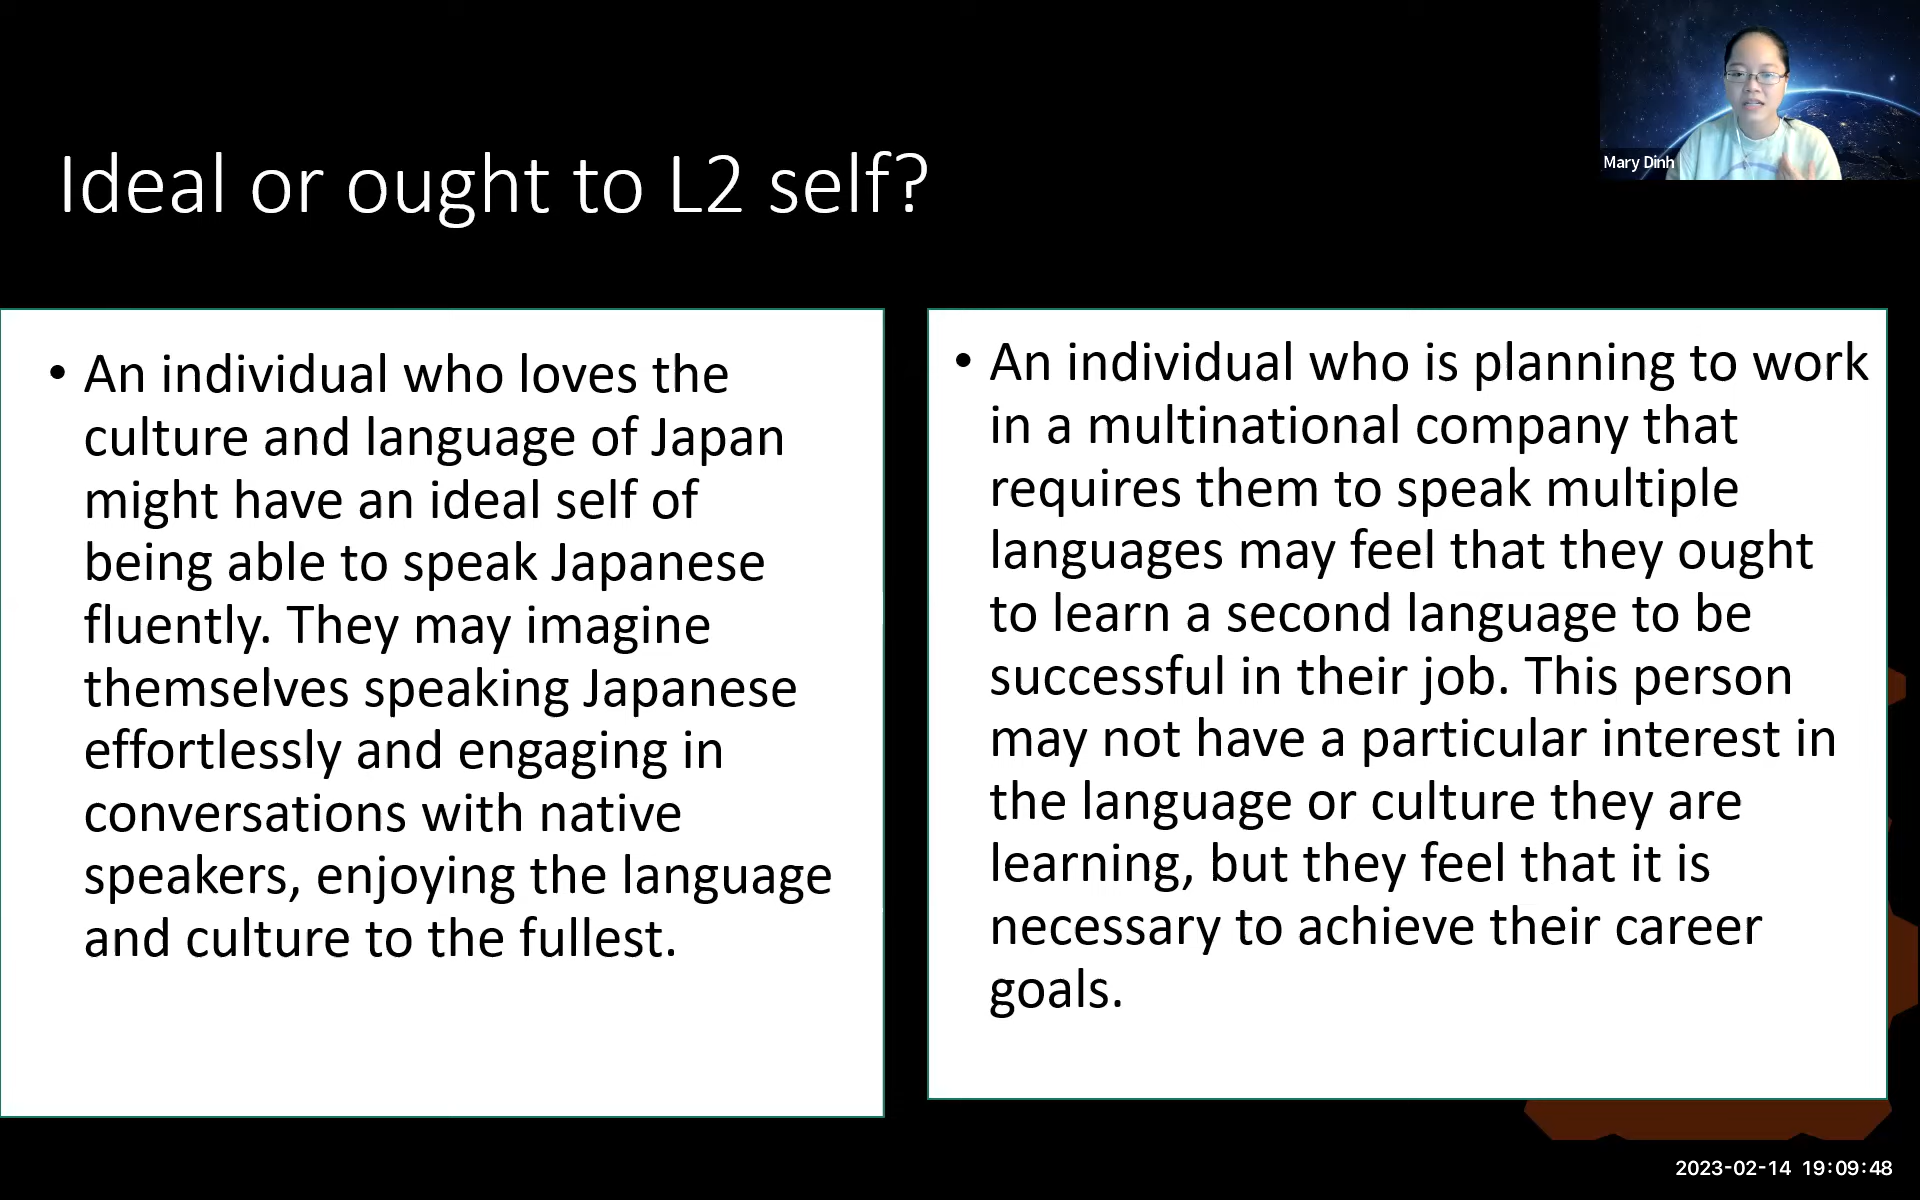 Mary Dinh
Ideal or ought to L2 self?
• An individual who loves the
culture and language of Japan
might have an ideal self of
being able to speak Japanese
fluently. They may imagine
themselves speaking Japanese
effortlessly and engaging in
conversations with native
speakers, enjoying the language
and culture to the fullest.
• An individual who is planning to work
in a multinational company that
requires them to speak multiple
languages may feel that they ought
to learn a second language to be
successful in their job. This person
may not have a particular interest in
the language or culture they are
learning, but they feel that it is
necessary to achieve their career
goals.
2023-02-14 19:09:48